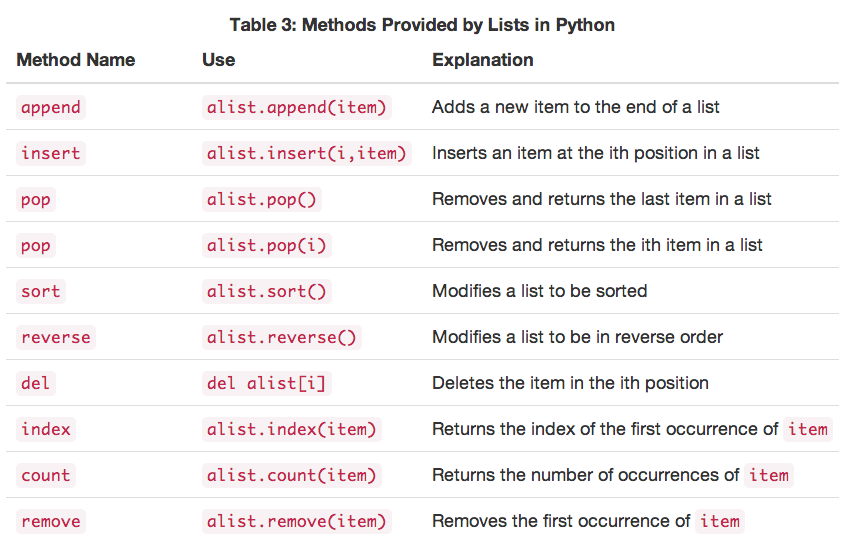 Table 3: Methods Provided by Lists in Python
Method Name Use Explanation
append alist.append(item) Adds a new item to the end of a list
insert alist.insert(i,item) Inserts an item at the ith position in a list
pop alist.pop() Removes and returns the last item in a list
pop alist.pop(i) Removes and returns the ith item in a list
sort alist.sort() Modifies a list to be sorted
reverse alist.reverse() Modifies a list to be in reverse order
del del alist[i] Deletes the item in the ith position
index alist.index(item) Returns the index of the first occurrence of item
count alist.count(item) Returns the number of occurrences of item
remove alist.remove(item) Removes the first occurrence of item